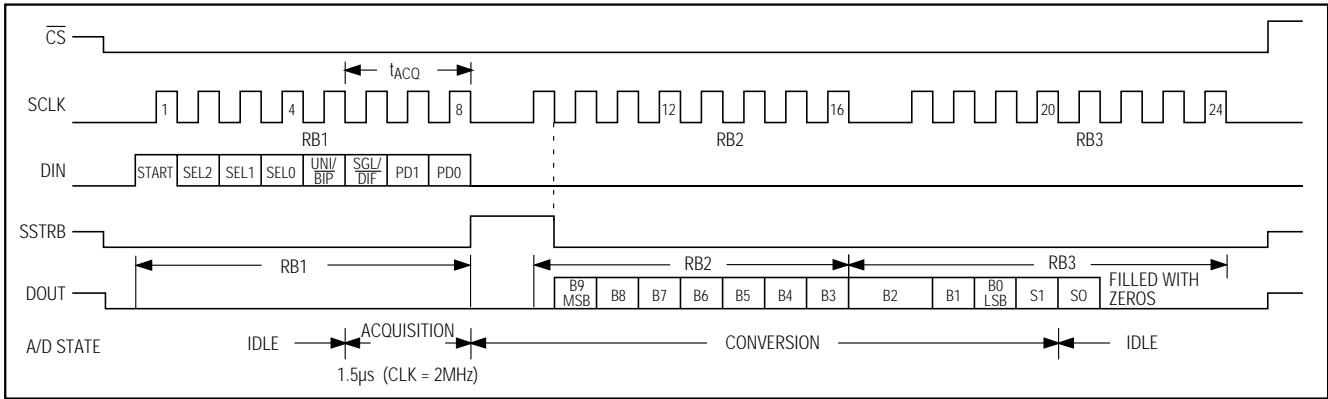 CS
tACQ
SCLK 1 4 8 12 16 20 24
RB1 RB2 RB3
DIN START SEL2 SEL1 SEL0 UNI/BIP SGL/DIF PD1 PD0
SSTRB
RB1 RB2 RB3
DOUT B9 MSB B8 B7 B6 B5 B4 B3 B2 B1 B0 LSB S1 S0 FILLED WITH ZEROS
A/D STATE IDLE ACQUISITION CONVERSION IDLE
1.5µs (CLK = 2MHz)